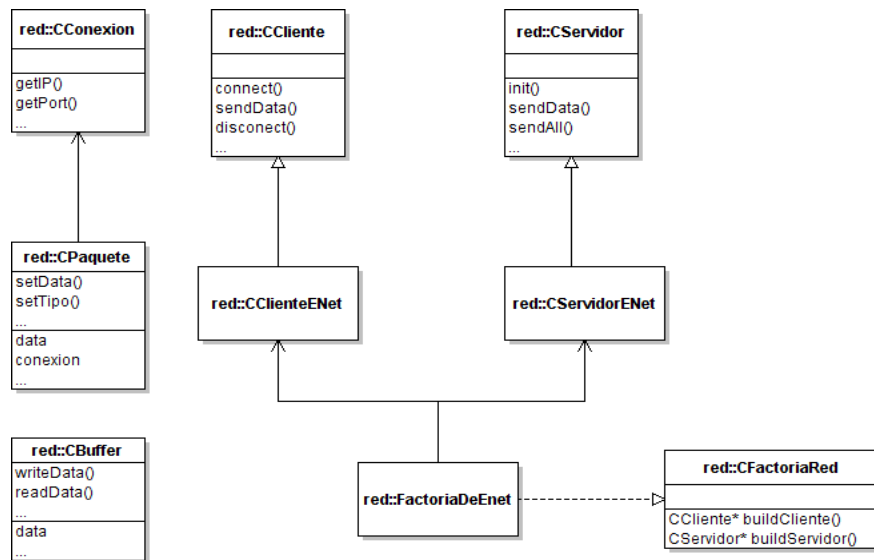 red::CConexion
getIP()
getPort()
...
red::CCliente
connect()
sendData()
disconect()
...
red::CServidor
init()
sendData()
sendAll()
...
red::CPaquete
setData()
setTipo()
...
data
conexion
...
red::CClienteENet
red::CServidorENet
red::CBuffer
writeData()
readData()
...
data
...
red::FactoriaDeEnet
red::CFactoriaRed
CCliente* buildCliente()
CServidor* buildServidor()